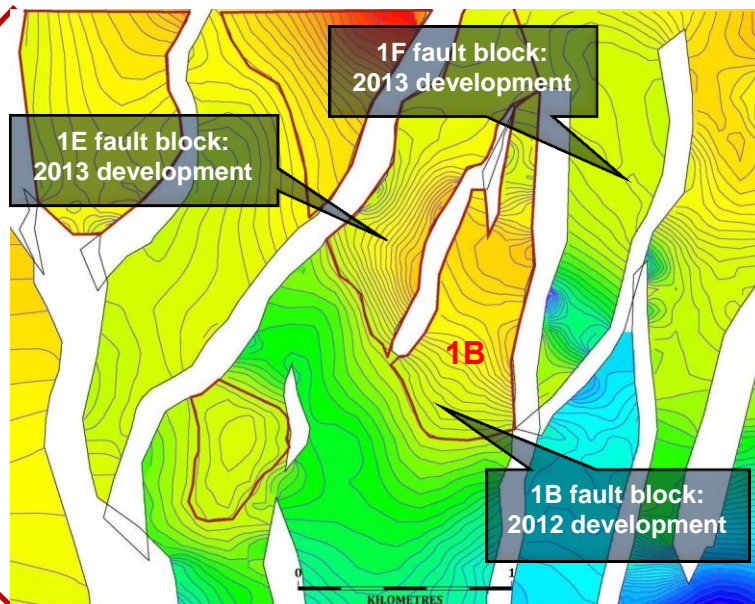 1F fault block:
2013 development
1E fault block:
2013 development
1B
1B fault block:
2012 development
0 1
KILOMETRES